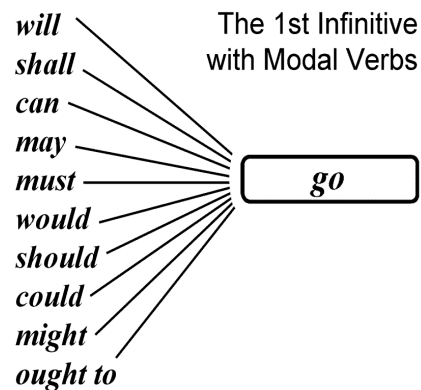 The 1st Infinitive
with Modal Verbs
will
shall
can
may
must
would
should
could
might
ought to
go